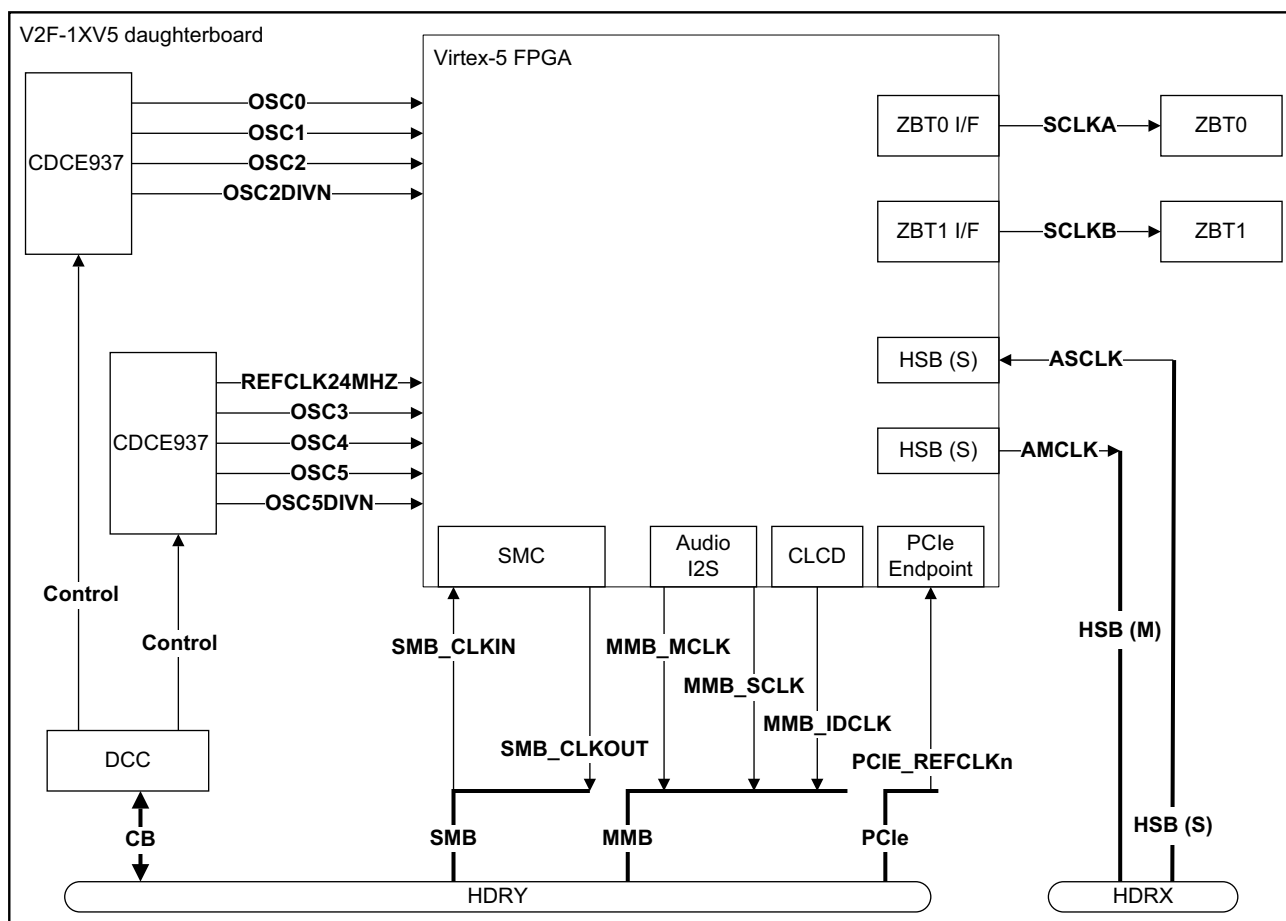 V2F-1XV5 daughterboard
Virtex-5 FPGA
CDCE937
OSC0
OSC1
OSC2
OSC2DIVN
ZBT0 I/F
SCLKA
ZBT0
ZBT1 I/F
SCLKB
ZBT1
CDCE937
REFCLK24MHZ
OSC3
OSC4
OSC5
OSC5DIVN
HSB (S)
ASCLK
HSB (S)
AMCLK
SMC
Audio
I2S
CLCD
PCIe
Endpoint
Control
Control
SMB_CLKIN
SMB_CLKOUT
MMB_MCLK
MMB_SCLK
MMB_IDCLK
PCIE_REFCLKn
HSB (M)
HSB (S)
DCC
CB
SMB
MMB
PCIe
HDRY
HDRX